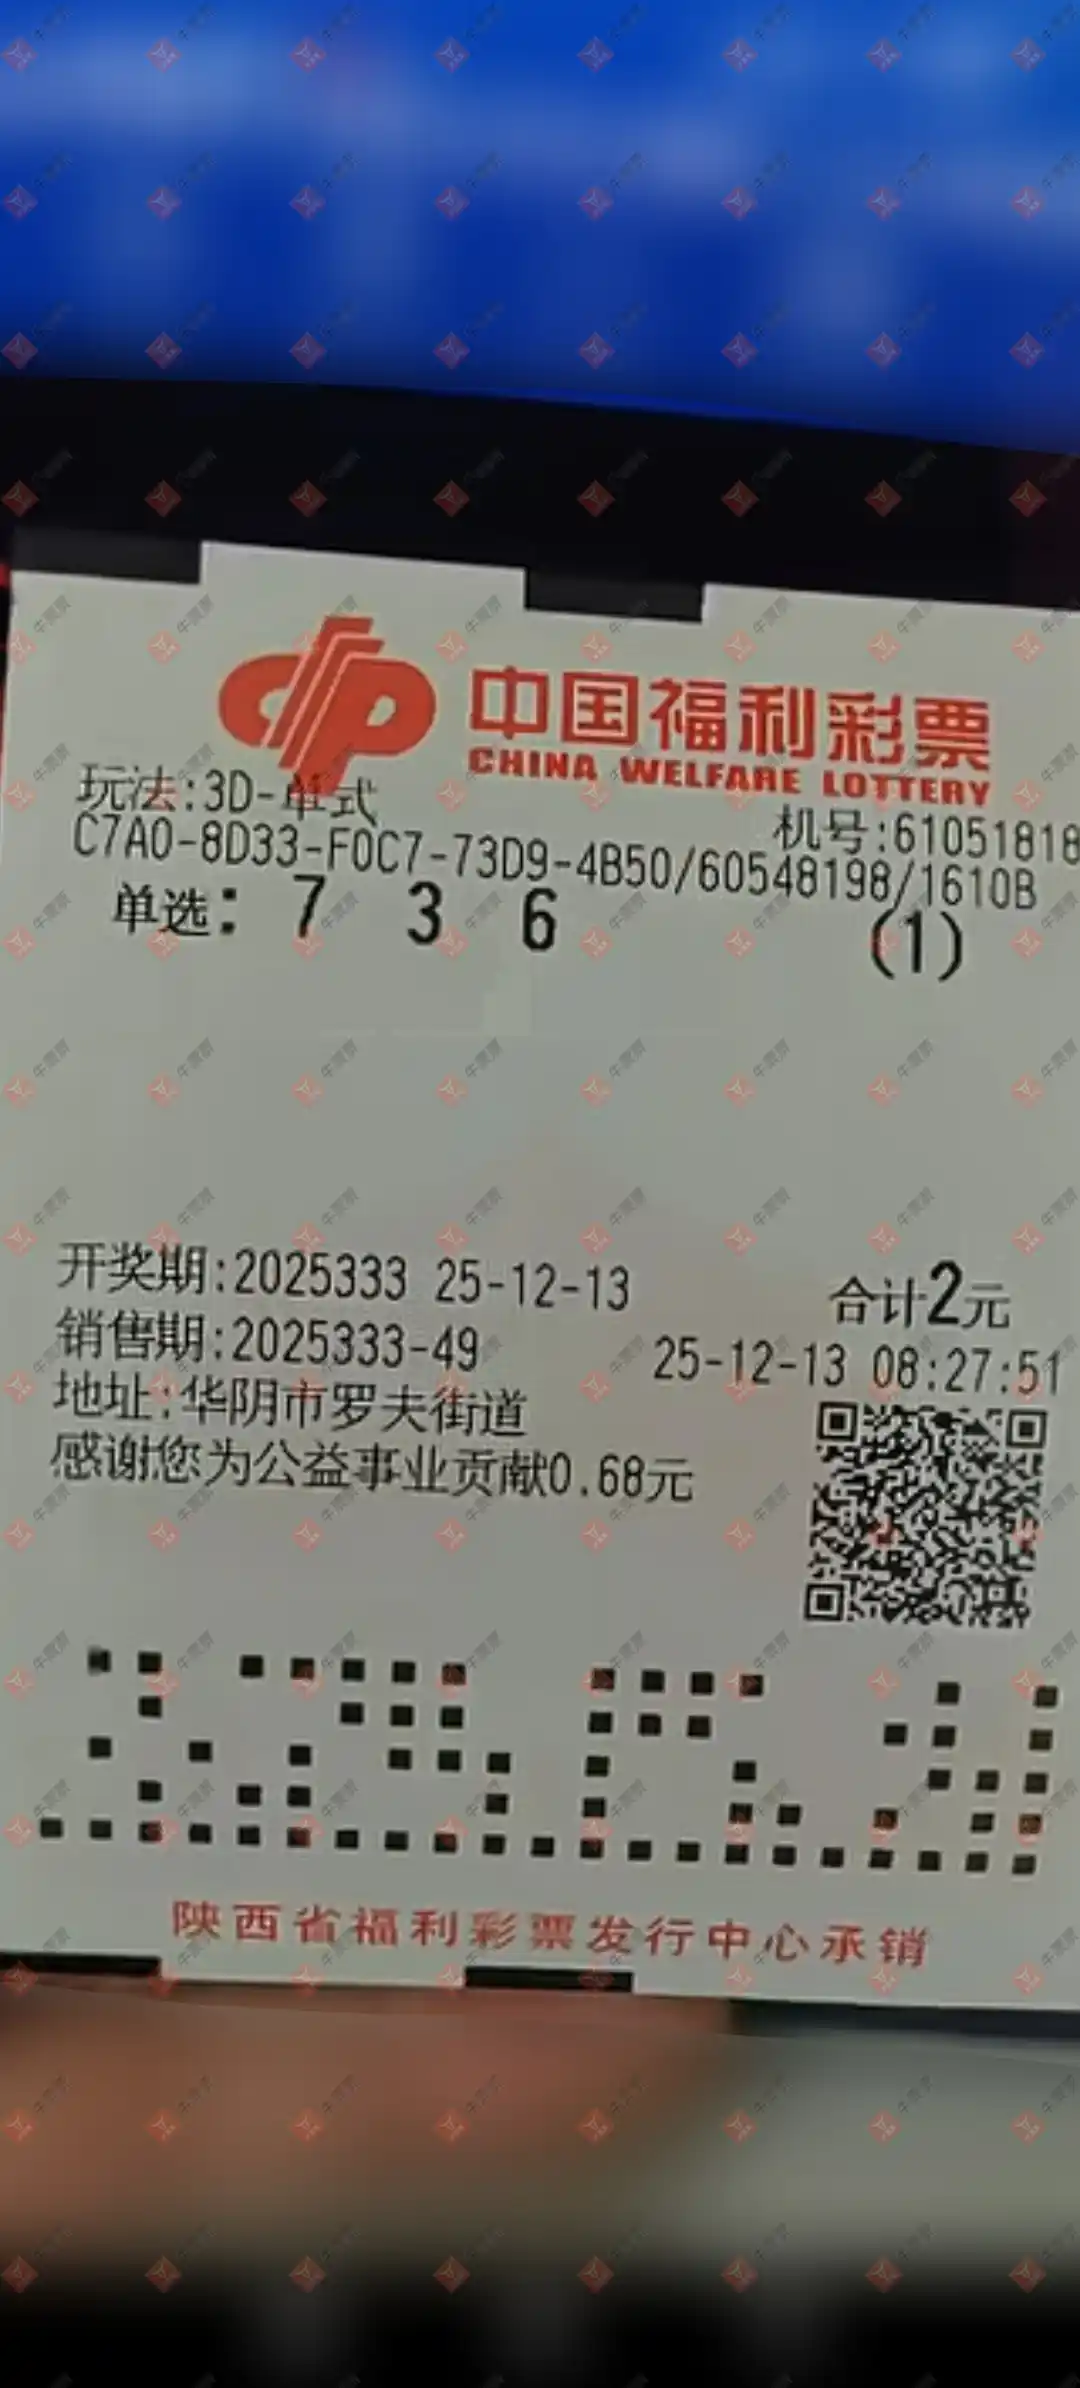 中国福利彩票
CHINA WELFARE LOTTERY
玩法:3D-单式
机号:61051818
C7A0-8D33-F0C7-73D9-4B50/60548198/1610B
单选: 7 3 6 (1)
开奖期:2025333 25-12-13 合计2元
销售期:2025333-49 25-12-13 08:27:51
地址:华阴市罗夫街道
感谢您为公益事业贡献0.68元
陕西省福利彩票发行中心承销